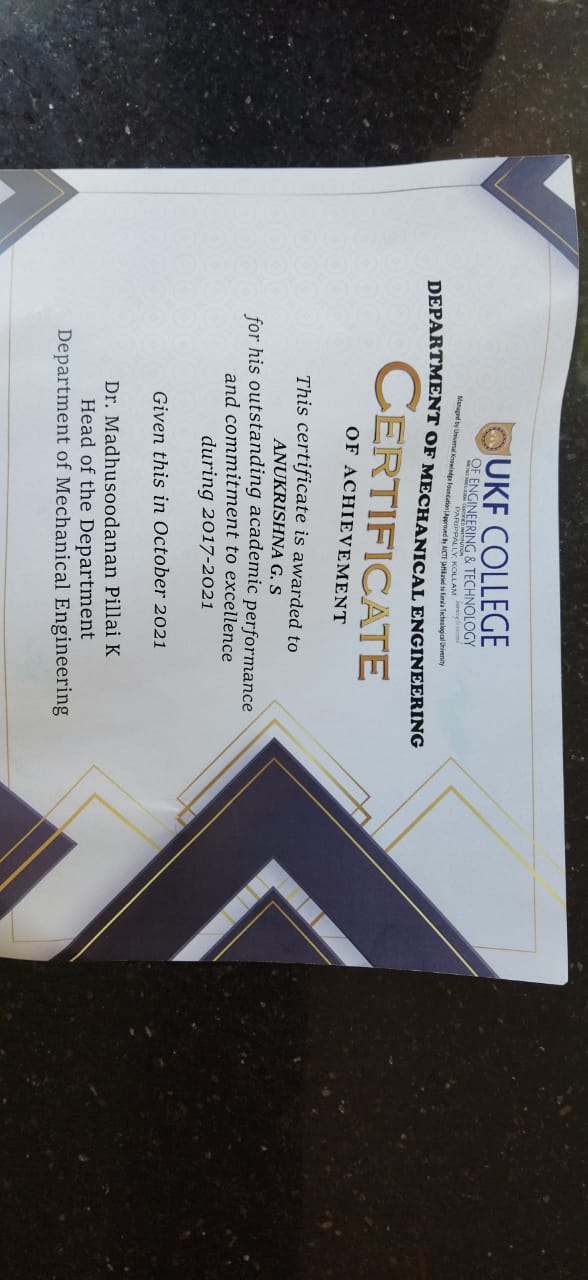 UKF COLLEGE
OF ENGINEERING & TECHNOLOGY
PARIPPALLY, KOLLAM
Managed by Universal Knowledge Foundation | Approved By AICTE | Affiliated to Kerala Technological University
DEPARTMENT OF MECHANICAL ENGINEERING
CERTIFICATE
OF ACHIEVEMENT
This certificate is awarded to
ANUKRISHNA G. S
for his outstanding academic performance
and commitment to excellence
during 2017-2021
Given this in October 2021
Dr. Madhusoodanan Pillai K
Head of the Department
Department of Mechanical Engineering